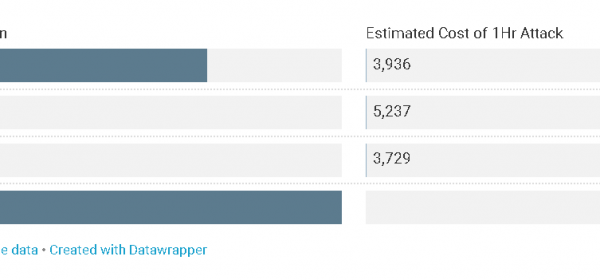 n Estimated Cost of 1Hr Attack
3,936
5,237
3,729
e data • Created with Datawrapper